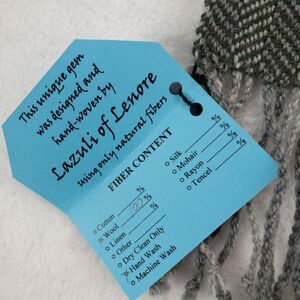 This unique gem
was designed and
hand-woven by
Lazuli of Lenore
using only natural fibers
FIBER CONTENT
Cotton %
Wool 100 %
Linen %
Other %
Silk %
Mohair %
Rayon %
Tencel %
Dry Clean Only
Hand Wash
Machine Wash